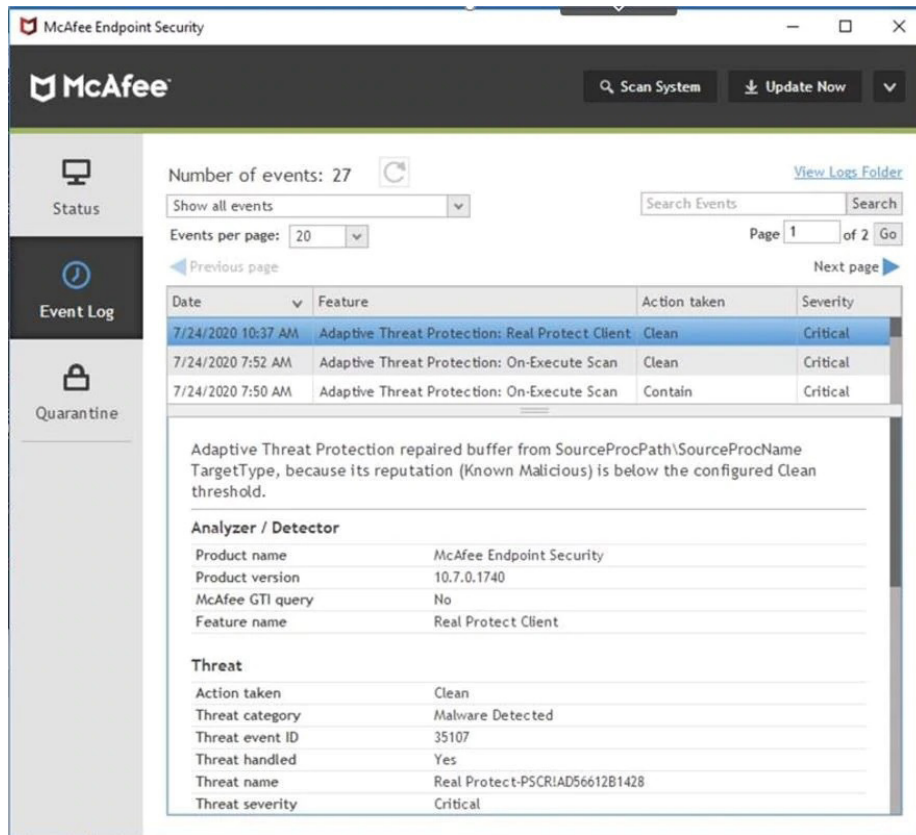 McAfee Endpoint Security
McAfee
Scan System
Update Now
Status
Event Log
Quarantine
Number of events: 27
View Logs Folder
Show all events
Search Events
Search
Events per page: 20
Page 1 of 2 Go
Previous page
Next page
Date Feature Action taken Severity
7/24/2020 10:37 AM Adaptive Threat Protection: Real Protect Client Clean Critical
7/24/2020 7:52 AM Adaptive Threat Protection: On-Execute Scan Clean Critical
7/24/2020 7:50 AM Adaptive Threat Protection: On-Execute Scan Contain Critical
Adaptive Threat Protection repaired buffer from SourceProcPath\SourceProcName
TargetType, because its reputation (Known Malicious) is below the configured Clean
threshold.
Analyzer / Detector
Product name McAfee Endpoint Security
Product version 10.7.0.1740
McAfee GTI query No
Feature name Real Protect Client
Threat
Action taken Clean
Threat category Malware Detected
Threat event ID 35107
Threat handled Yes
Threat name Real Protect-PSCR!AD56612B1428
Threat severity Critical